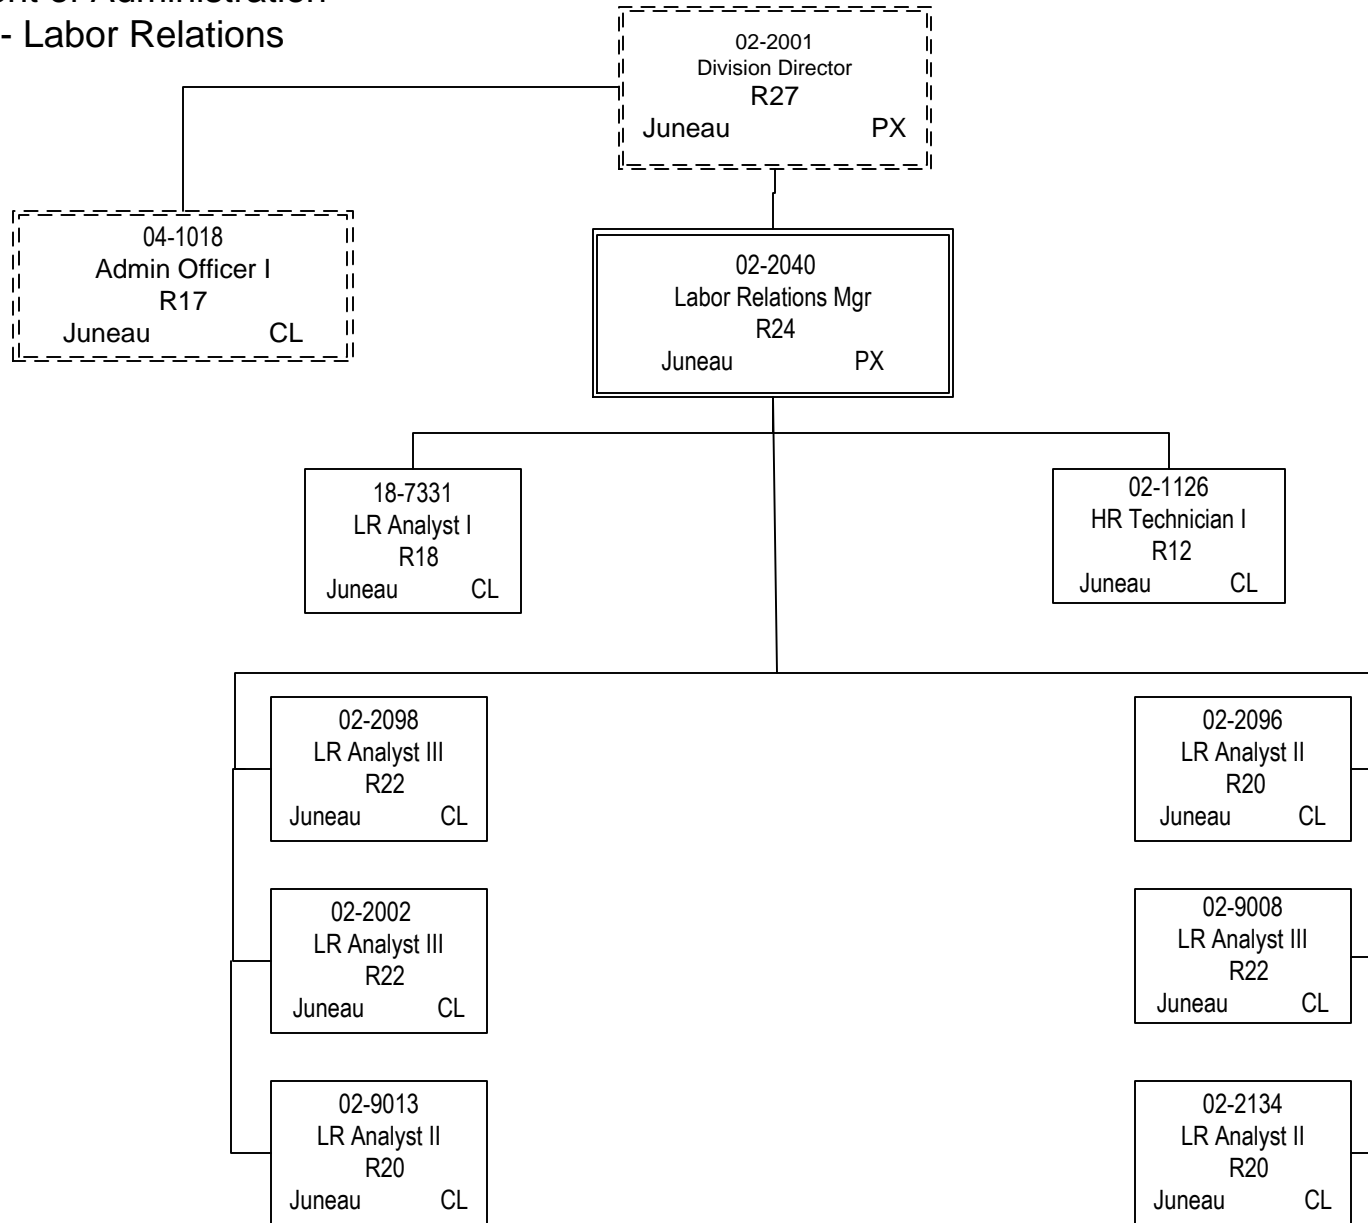 of Administration
- Labor Relations
02-2001
Division Director
R27
Juneau PX
04-1018
Admin Officer I
R17
Juneau CL
02-2040
Labor Relations Mgr
R24
Juneau PX
18-7331
LR Analyst I
R18
Juneau CL
02-1126
HR Technician I
R12
Juneau CL
02-2098
LR Analyst III
R22
Juneau CL
02-2096
LR Analyst II
R20
Juneau CL
02-2002
LR Analyst III
R22
Juneau CL
02-9008
LR Analyst III
R22
Juneau CL
02-9013
LR Analyst II
R20
Juneau CL
02-2134
LR Analyst II
R20
Juneau CL